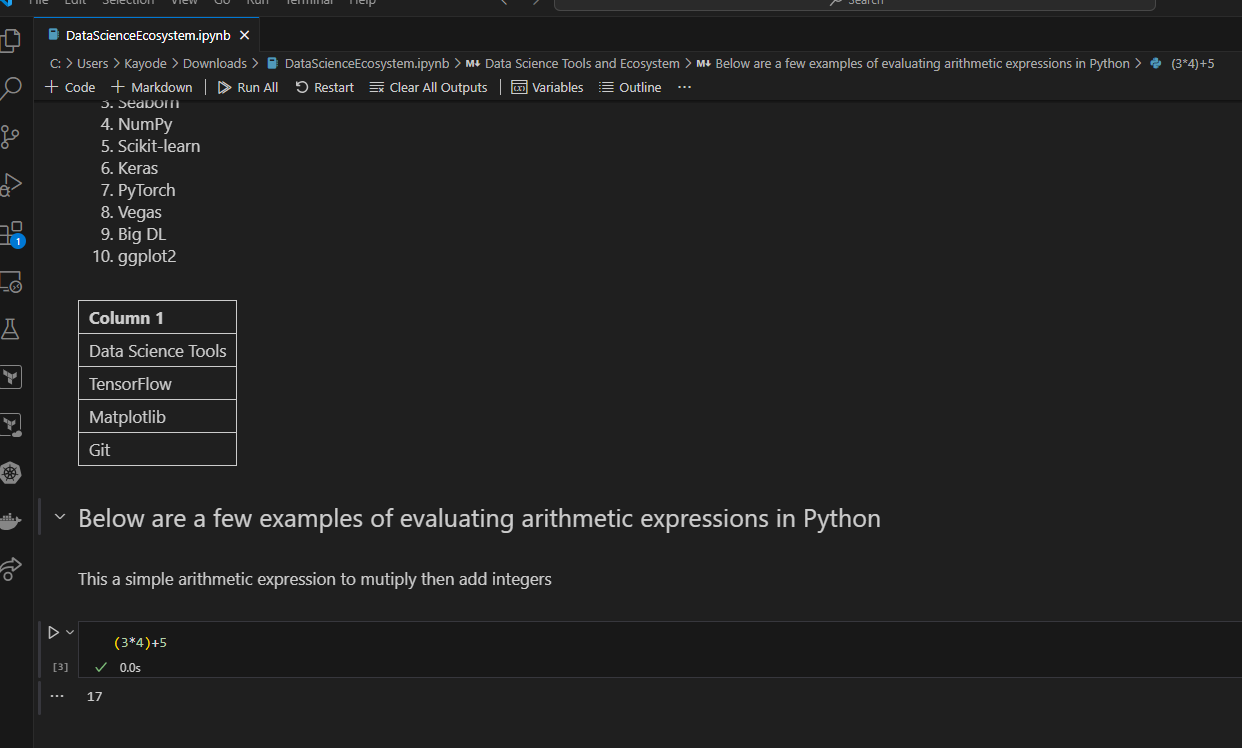 File Edit Selection View Go Run Terminal Help
Search
DataScienceEcosystem.ipynb
C: > Users > Kayode > Downloads > DataScienceEcosystem.ipynb > M↓ Data Science Tools and Ecosystem > M↓ Below are a few examples of evaluating arithmetic expressions in Python > (3*4)+5
+ Code + Markdown | Run All Restart Clear All Outputs | Variables Outline ...
3. Seaborn
4. NumPy
5. Scikit-learn
6. Keras
7. PyTorch
8. Vegas
9. Big DL
10. ggplot2
Column 1
Data Science Tools
TensorFlow
Matplotlib
Git
1
Below are a few examples of evaluating arithmetic expressions in Python
This a simple arithmetic expression to mutiply then add integers
(3*4)+5
[3] 0.0s
... 17